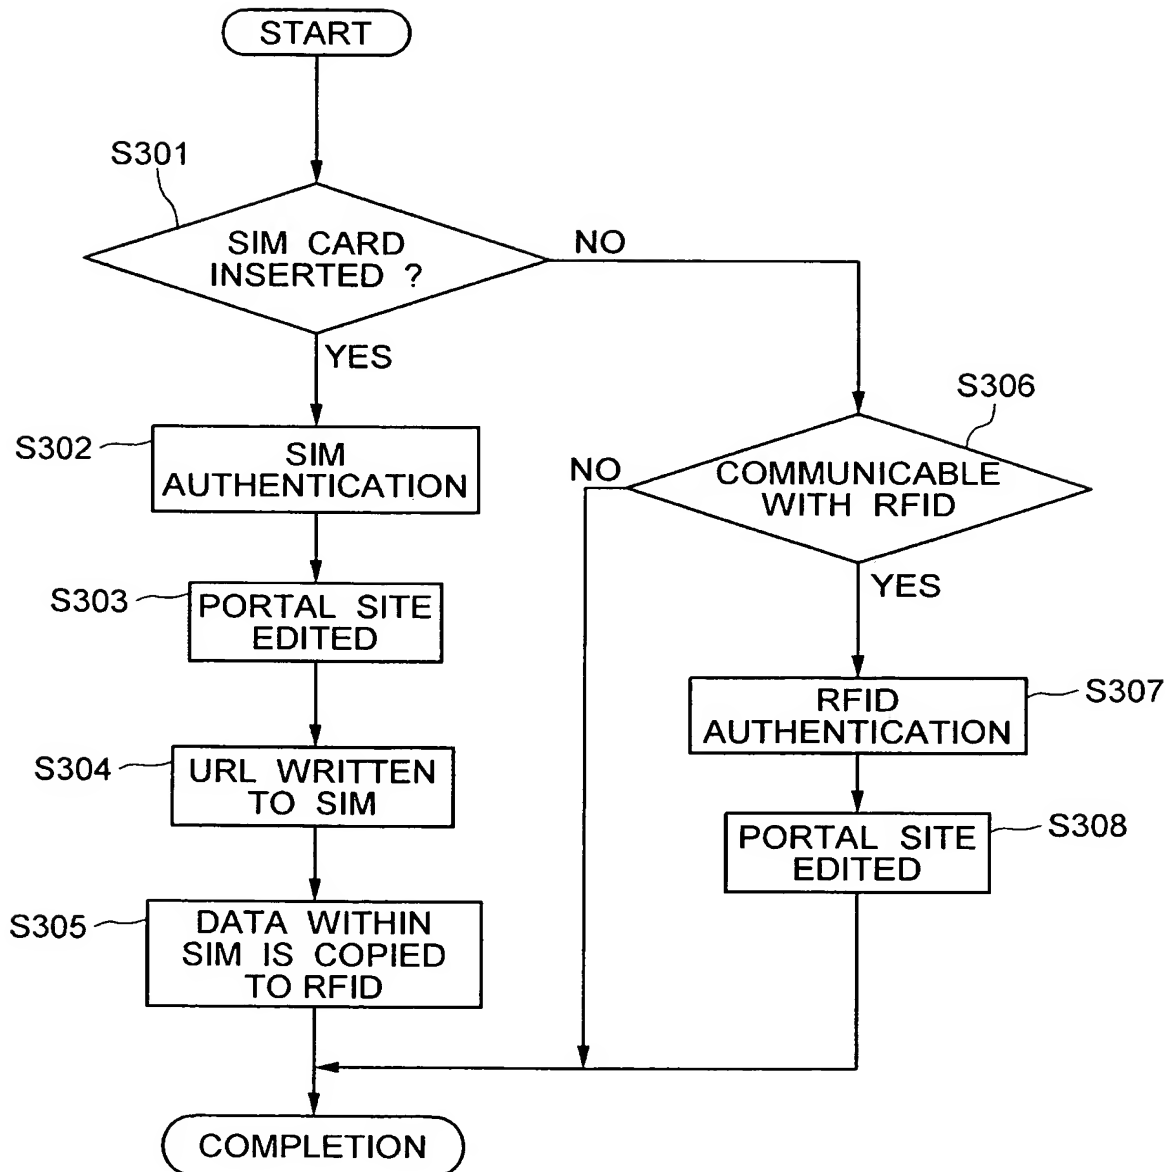 START
S301
SIM CARD
INSERTED ?
NO
YES
S306
S302
SIM
AUTHENTICATION
NO
COMMUNICABLE
WITH RFID
S303
PORTAL SITE
EDITED
YES
S307
RFID
AUTHENTICATION
S304
URL WRITTEN
TO SIM
S308
PORTAL SITE
EDITED
S305
DATA WITHIN
SIM IS COPIED
TO RFID
COMPLETION